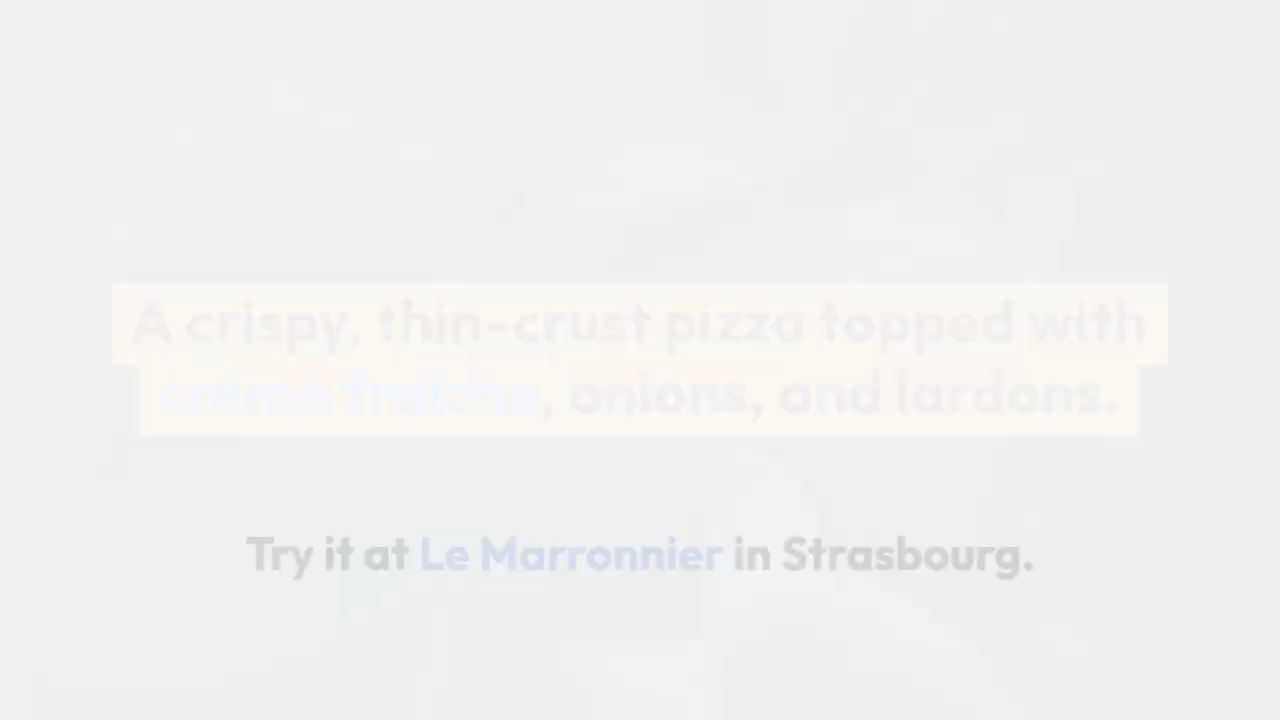 A crispy, thin-crust pizza topped with
crème fraîche, onions, and lardons.
Try it at Le Marronnier in Strasbourg.